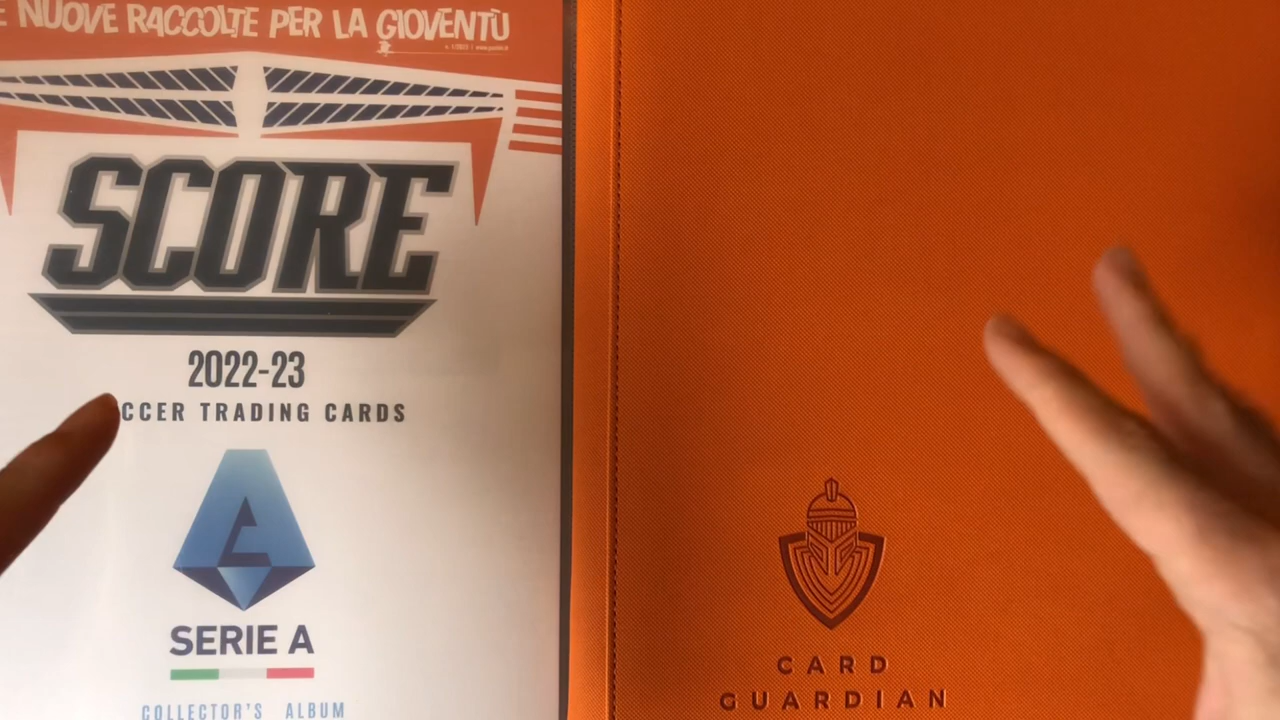 E NUOVE RACCOLTE PER LA GIOVENTÙ
SCORE
2022-23
CCER TRADING CARDS
SERIE A
COLLECTOR'S ALBUM
CARD
GUARDIAN